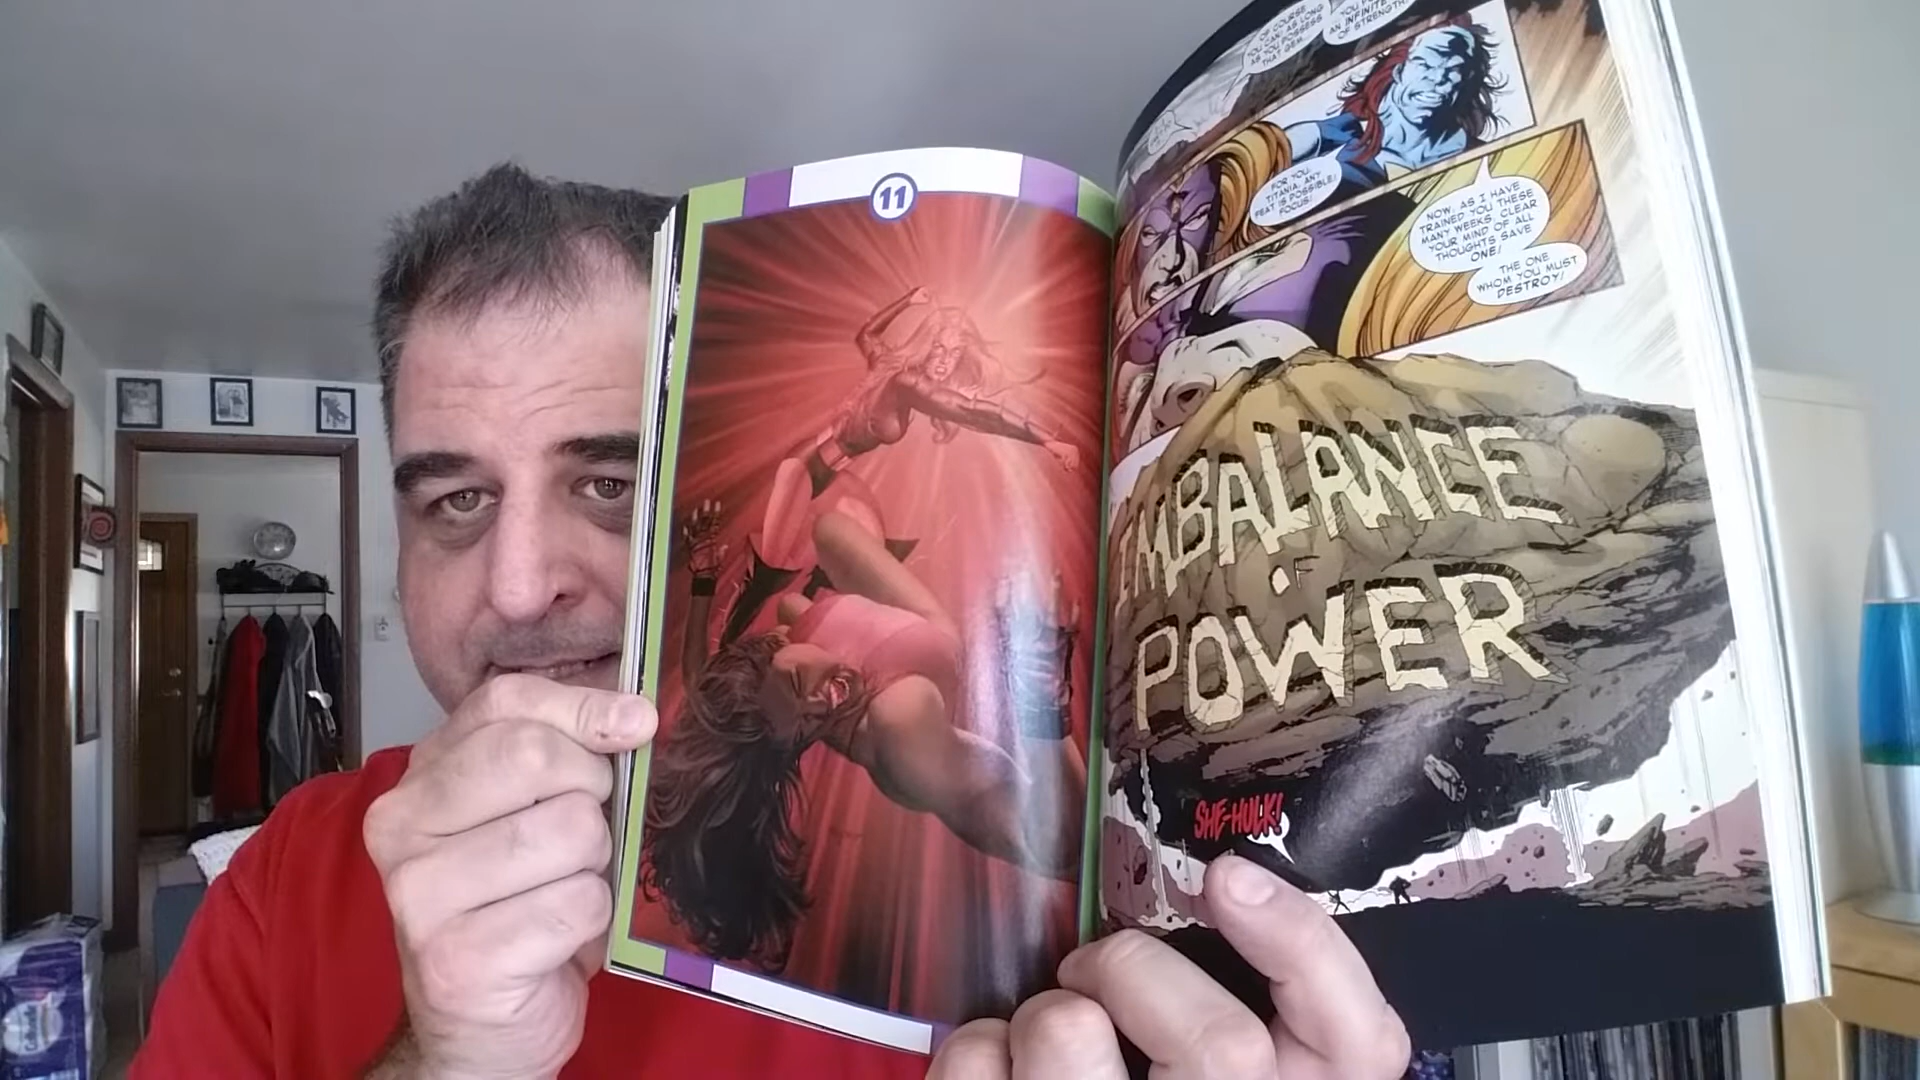 11
OF COURSE
YOU CAN! AS LONG
AS YOU POSSESS
THAT GEM...
AN INFINITE
OF STRENGTH.
FOR YOU,
TITANIA, ANY
FEAT IS POSSIBLE!
FOCUS!
NOW, AS I HAVE
TRAINED YOU THESE
MANY WEEKS, CLEAR
YOUR MIND OF ALL
THOUGHTS SAVE
ONE!
THE ONE
WHOM YOU MUST
DESTROY!
IMBALANCE
OF
POWER
SHE-HULK!